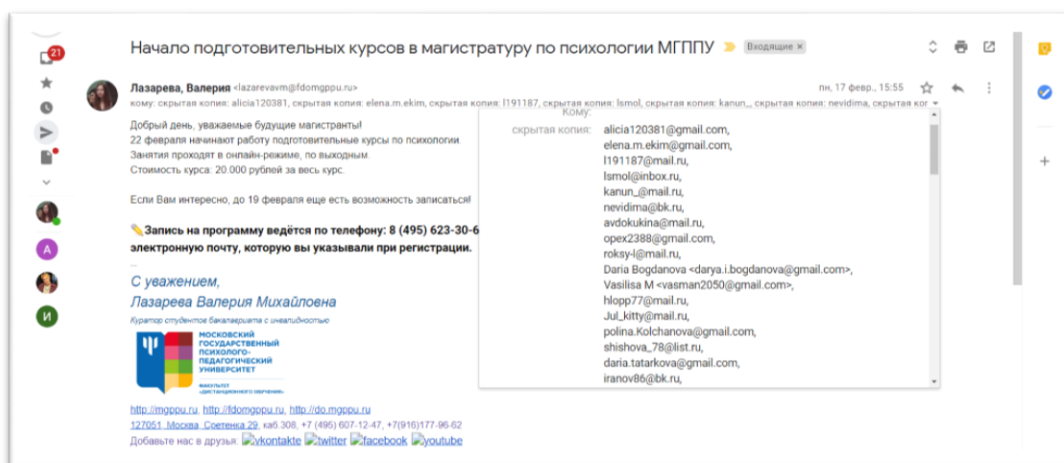 21
Начало подготовительных курсов в магистратуру по психологии МГППУ Входящие ×
Лазарева, Валерия <lazarevavm@fdomgppu.ru> пн, 17 февр., 15:55
кому: скрытая копия: alicia120381, скрытая копия: elena.m.ekim, скрытая копия: l191187, скрытая копия: lsmol, скрытая копия: kanun_, скрытая копия: nevidima, скрытая кол
Добрый день, уважаемые будущие магистранты!
22 февраля начинают работу подготовительные курсы по психологии.
Занятия проходят в онлайн-режиме, по выходным.
Стоимость курса: 20.000 рублей за весь курс.
Если Вам интересно, до 19 февраля еще есть возможность записаться!
Запись на программу ведётся по телефону: 8 (495) 623-30-6
электронную почту, которую вы указывали при регистрации.
--
С уважением,
Лазарева Валерия Михайловна
Куратор студентов бакалавриата с инвалидностью
МОСКОВСКИЙ
ГОСУДАРСТВЕННЫЙ
ПСИХОЛОГО-
ПЕДАГОГИЧЕСКИЙ
УНИВЕРСИТЕТ
ФАКУЛЬТЕТ
«ДИСТАНЦИОННОГО ОБУЧЕНИЯ»
http://mgppu.ru, http://fdomgppu.ru, http://do.mgppu.ru
127051, Москва, Сретенка 29, каб.308, +7 (495) 607-12-47, +7(916)177-96-62
Добавьте нас в друзья: vkontakte twitter facebook youtube
Кому:
скрытая копия: alicia120381@gmail.com,
elena.m.ekim@gmail.com,
l191187@mail.ru,
lsmol@inbox.ru,
kanun_@mail.ru,
nevidima@bk.ru,
avdokukina@mail.ru,
opex2388@gmail.com,
roksy-l@mail.ru,
Daria Bogdanova <darya.i.bogdanova@gmail.com>,
Vasilisa M <vasman2050@gmail.com>,
hlopp77@mail.ru,
Jul_kitty@mail.ru,
polina.Kolchanova@gmail.com,
shishova_78@list.ru,
daria.tatarkova@gmail.com,
iranov86@bk.ru,
А
И